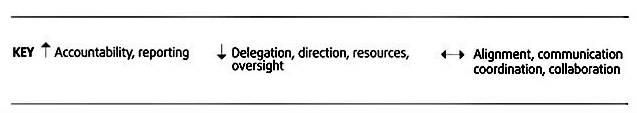 KEY ↑ Accountability, reporting
↓ Delegation, direction, resources,
oversight
↔ Alignment, communication
coordination, collaboration